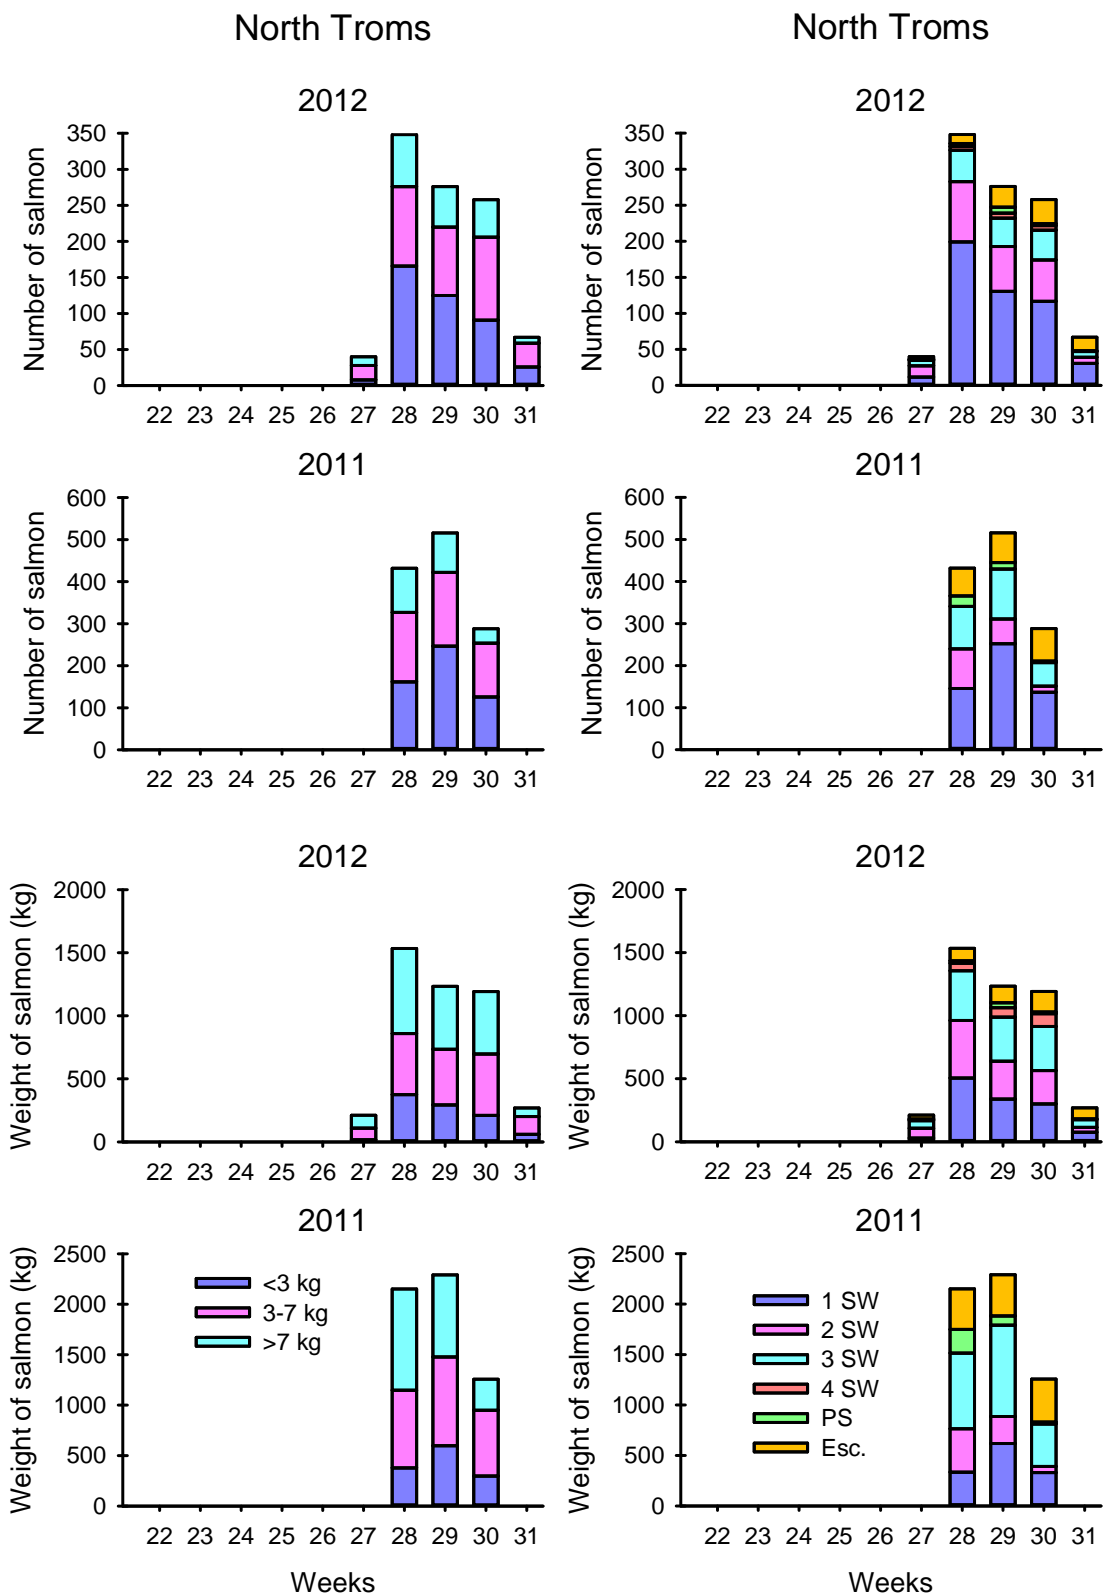 North Troms
North Troms
2012
Number of salmon
350
300
250
200
150
100
50
0
22 23 24 25 26 27 28 29 30 31
2012
Number of salmon
350
300
250
200
150
100
50
0
22 23 24 25 26 27 28 29 30 31
2011
Number of salmon
600
500
400
300
200
100
0
22 23 24 25 26 27 28 29 30 31
2011
Number of salmon
600
500
400
300
200
100
0
22 23 24 25 26 27 28 29 30 31
2012
Weight of salmon (kg)
2000
1500
1000
500
0
22 23 24 25 26 27 28 29 30 31
2012
Weight of salmon (kg)
2000
1500
1000
500
0
22 23 24 25 26 27 28 29 30 31
2011
Weight of salmon (kg)
2500
2000
1500
1000
500
0
<3 kg
3-7 kg
>7 kg
22 23 24 25 26 27 28 29 30 31
Weeks
2011
Weight of salmon (kg)
2500
2000
1500
1000
500
0
1 SW
2 SW
3 SW
4 SW
PS
Esc.
22 23 24 25 26 27 28 29 30 31
Weeks